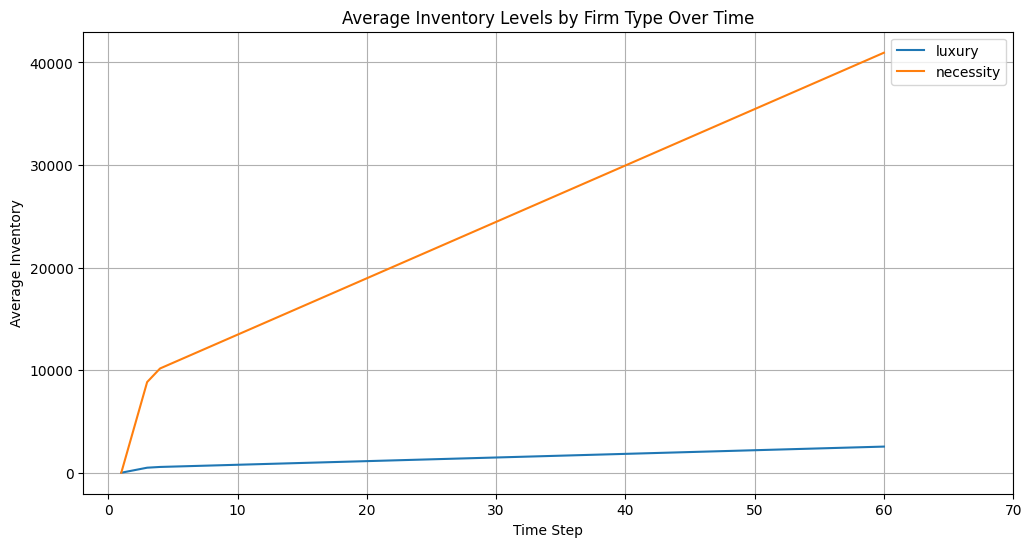 Average Inventory Levels by Firm Type Over Time
luxury
necessity
40000
30000
20000
10000
0
Average Inventory
0 10 20 30 40 50 60 70
Time Step